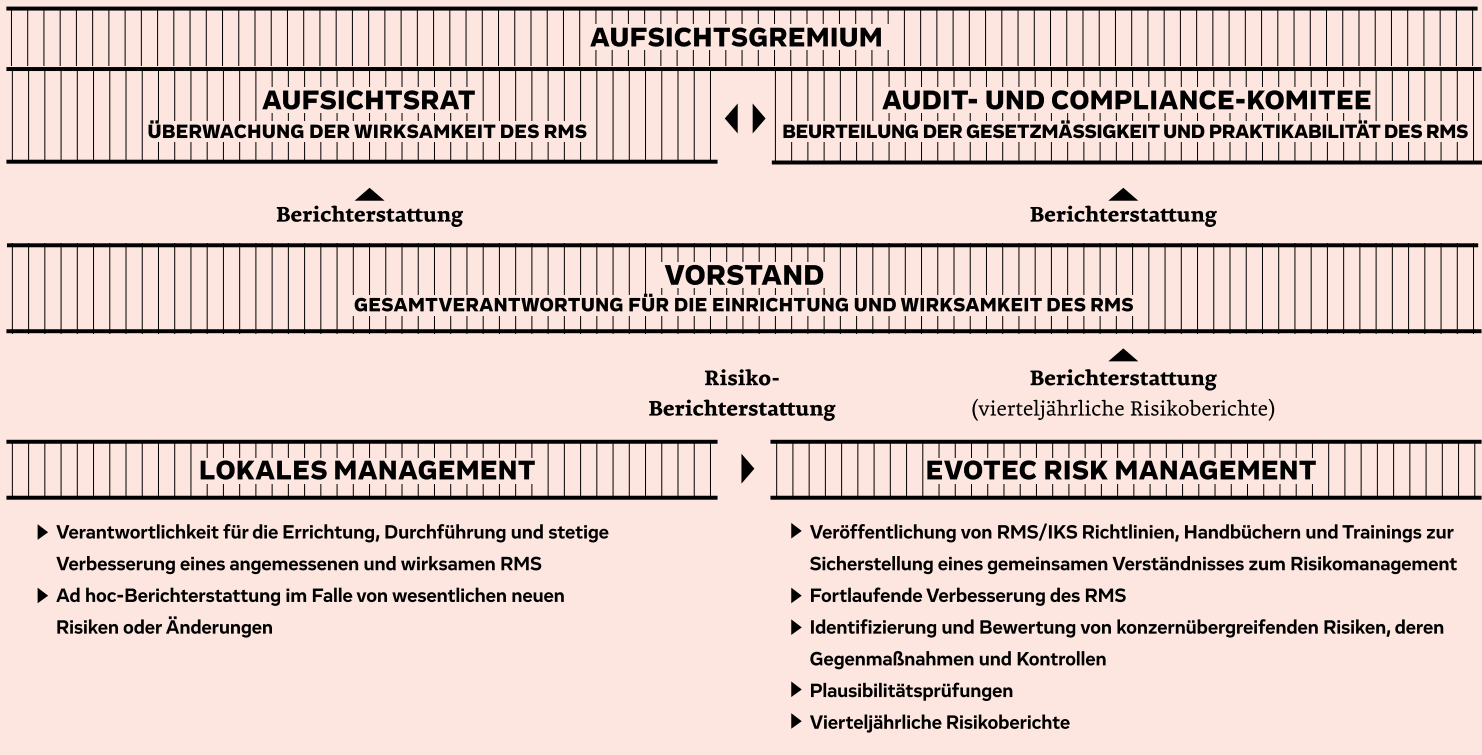 AUFSICHTSGREMIUM
AUFSICHTSRAT
ÜBERWACHUNG DER WIRKSAMKEIT DES RMS
AUDIT- UND COMPLIANCE-KOMITEE
BEURTEILUNG DER GESETZMÄSSIGKEIT UND PRAKTIKABILITÄT DES RMS
Berichterstattung
Berichterstattung
VORSTAND
GESAMTVERANTWORTUNG FÜR DIE EINRICHTUNG UND WIRKSAMKEIT DES RMS
Risiko-
Berichterstattung
Berichterstattung
(vierteljährliche Risikoberichte)
LOKALES MANAGEMENT
Verantwortlichkeit für die Errichtung, Durchführung und stetige
Verbesserung eines angemessenen und wirksamen RMS
Ad hoc-Berichterstattung im Falle von wesentlichen neuen
Risiken oder Änderungen
EVOTEC RISK MANAGEMENT
Veröffentlichung von RMS/IKS Richtlinien, Handbüchern und Trainings zur
Sicherstellung eines gemeinsamen Verständnisses zum Risikomanagement
Fortlaufende Verbesserung des RMS
Identifizierung und Bewertung von konzernübergreifenden Risiken, deren
Gegenmaßnahmen und Kontrollen
Plausibilitätsprüfungen
Vierteljährliche Risikoberichte